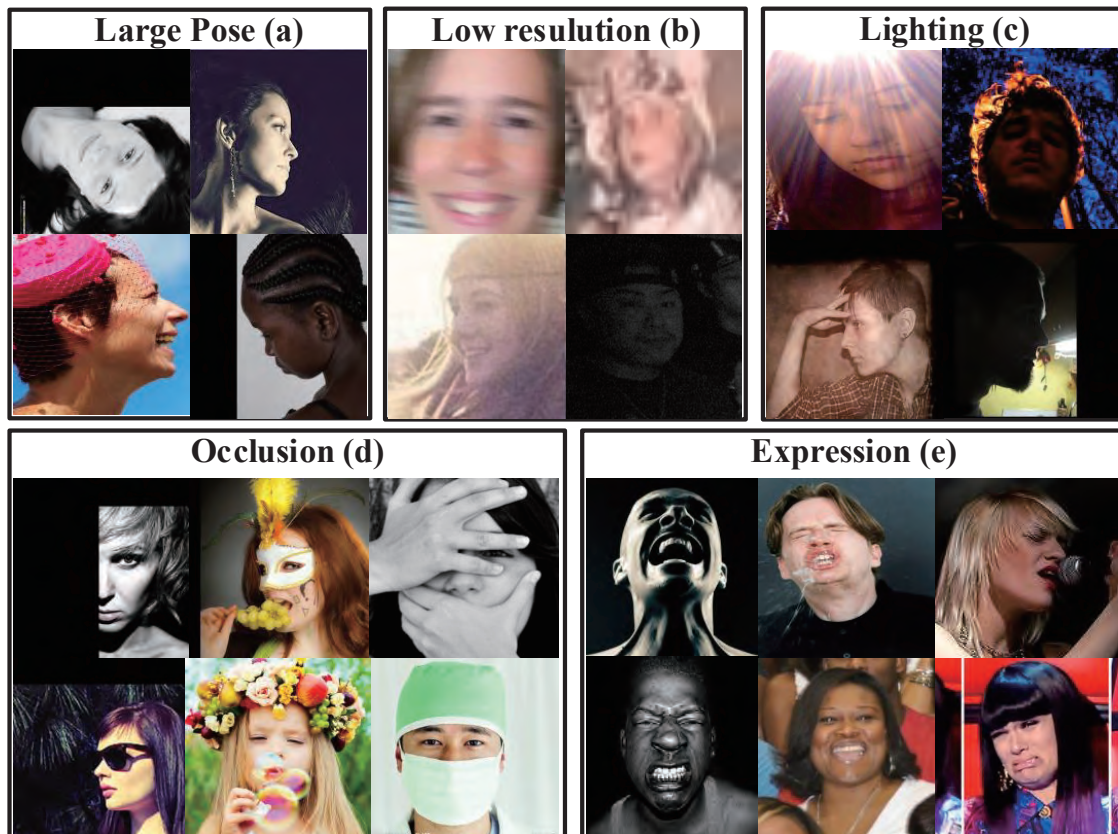 Large Pose (a)
Low resulution (b)
Lighting (c)
Occlusion (d)
Expression (e)